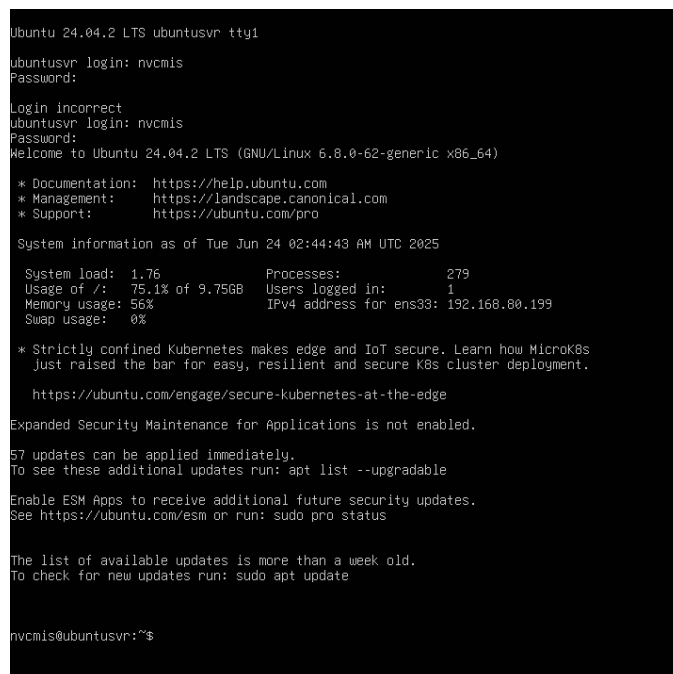 Ubuntu 24.04.2 LTS ubuntusvr tty1
ubuntusvr login: nvcmis
Password:
Login incorrect
ubuntusvr login: nvcmis
Password:
Welcome to Ubuntu 24.04.2 LTS (GNU/Linux 6.8.0-62-generic x86_64)
* Documentation:  https://help.ubuntu.com
* Management:     https://landscape.canonical.com
* Support:        https://ubuntu.com/pro
System information as of Tue Jun 24 02:44:43 AM UTC 2025
System load:  1.76              Processes:              279
Usage of /:   75.1% of 9.75GB   Users logged in:        1
Memory usage: 56%               IPv4 address for ens33: 192.168.80.199
Swap usage:   0%
* Strictly confined Kubernetes makes edge and IoT secure. Learn how MicroK8s
just raised the bar for easy, resilient and secure K8s cluster deployment.
https://ubuntu.com/engage/secure-kubernetes-at-the-edge
Expanded Security Maintenance for Applications is not enabled.
57 updates can be applied immediately.
To see these additional updates run: apt list --upgradable
Enable ESM Apps to receive additional future security updates.
See https://ubuntu.com/esm or run: sudo pro status
The list of available updates is more than a week old.
To check for new updates run: sudo apt update
nvcmis@ubuntusvr:~$